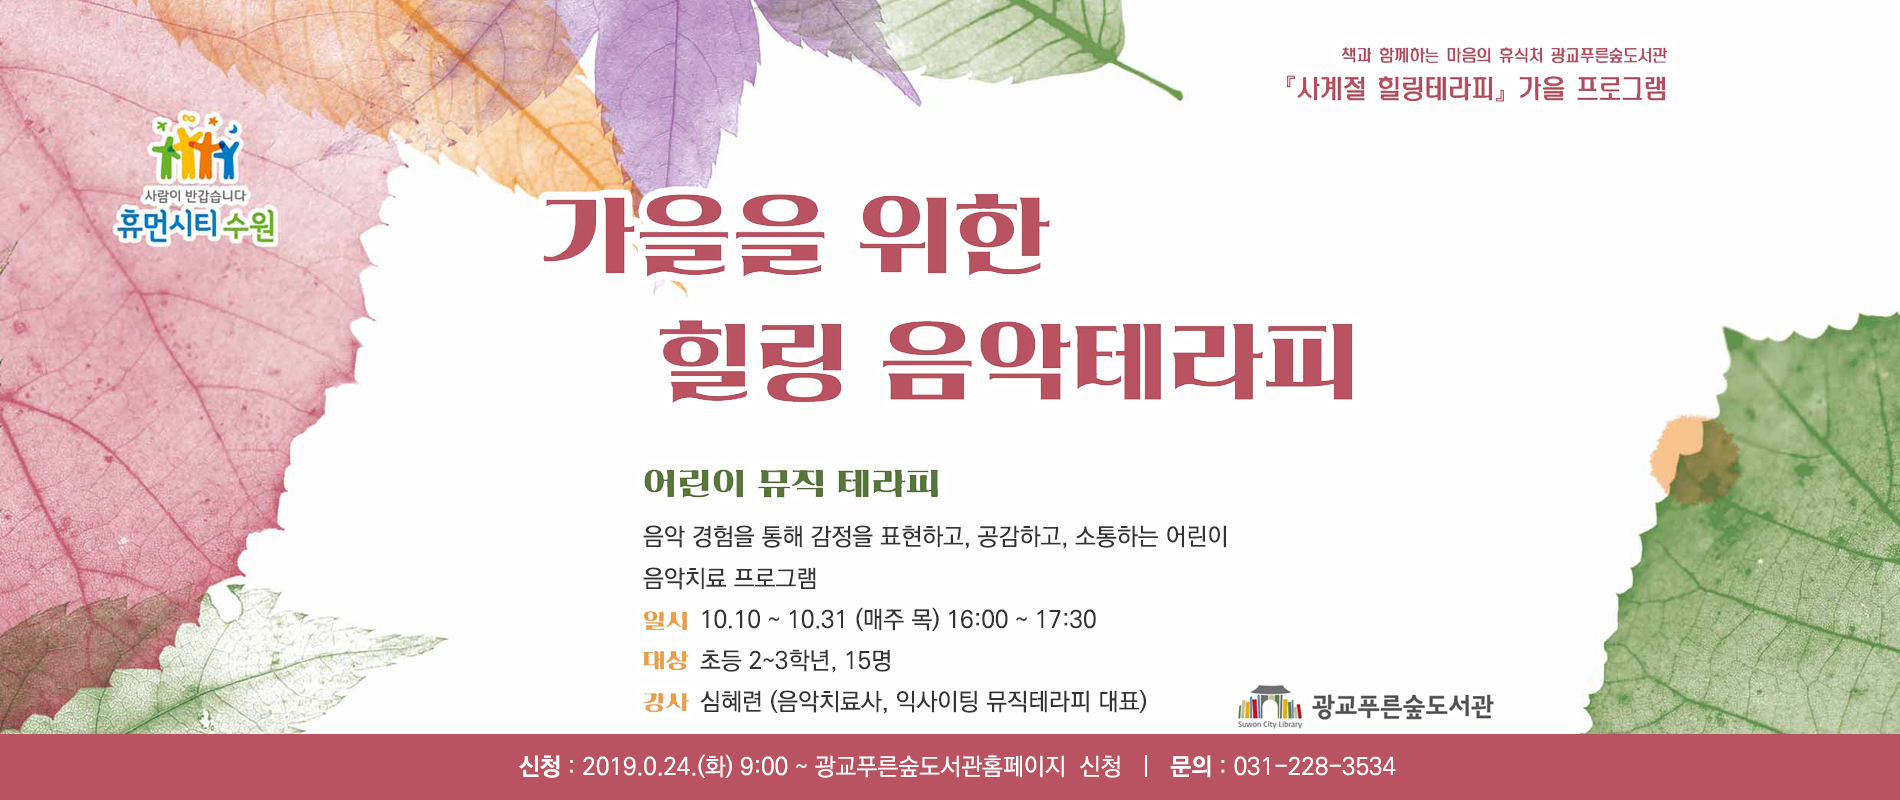 책과 함께하는 마음의 휴식처 광교푸른숲도서관
『사계절 힐링테라피』 가을 프로그램
사람이 반갑습니다
휴먼시티 수원
가을을 위한
힐링 음악테라피
어린이 뮤직 테라피
음악 경험을 통해 감정을 표현하고, 공감하고, 소통하는 어린이
음악치료 프로그램
일시 10.10 ~ 10.31 (매주 목) 16:00 ~ 17:30
대상 초등 2~3학년, 15명
강사 심혜련 (음악치료사, 익사이팅 뮤직테라피 대표)
Suwon City Library
광교푸른숲도서관
신청 : 2019.0.24.(화) 9:00 ~ 광교푸른숲도서관홈페이지 신청 | 문의 : 031-228-3534